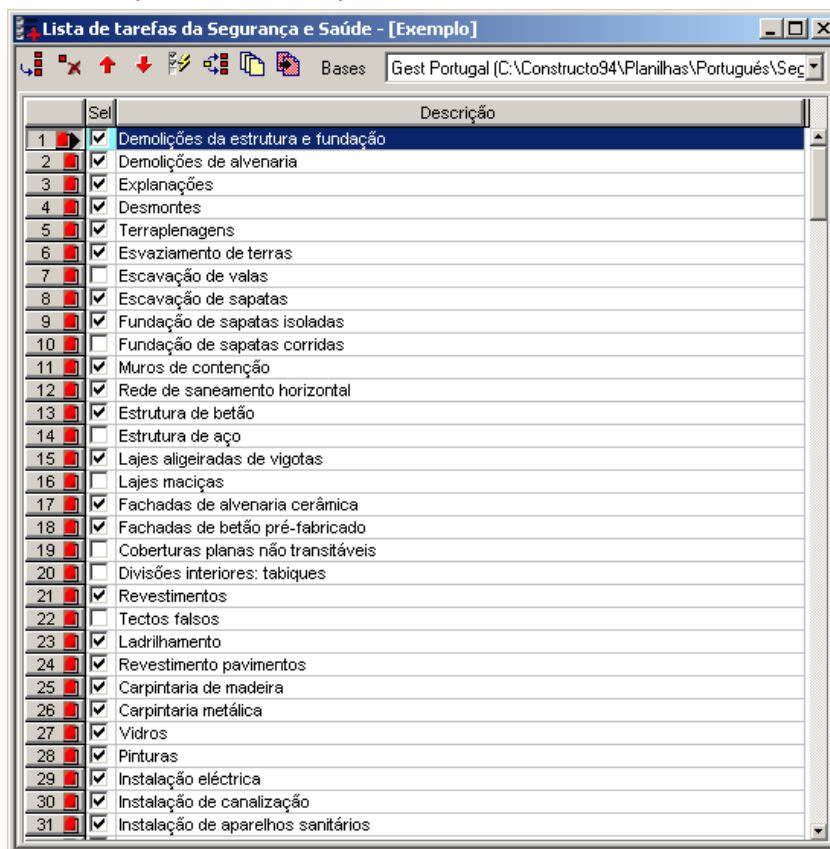 Lista de tarefas da Segurança e Saúde - [Exemplo]
Bases Gest Portugal (C:\Constructo94\Planilhas\Portugués\Seg
Sel Descrição
1 Demolições da estrutura e fundação
2 Demolições de alvenaria
3 Explanações
4 Desmontes
5 Terraplenagens
6 Esvaziamento de terras
7 Escavação de valas
8 Escavação de sapatas
9 Fundação de sapatas isoladas
10 Fundação de sapatas corridas
11 Muros de contenção
12 Rede de saneamento horizontal
13 Estrutura de betão
14 Estrutura de aço
15 Lajes aligeiradas de vigotas
16 Lajes maciças
17 Fachadas de alvenaria cerâmica
18 Fachadas de betão pré-fabricado
19 Coberturas planas não transitáveis
20 Divisões interiores: tabiques
21 Revestimentos
22 Tectos falsos
23 Ladrilhamento
24 Revestimento pavimentos
25 Carpintaria de madeira
26 Carpintaria metálica
27 Vidros
28 Pinturas
29 Instalação eléctrica
30 Instalação de canalização
31 Instalação de aparelhos sanitários